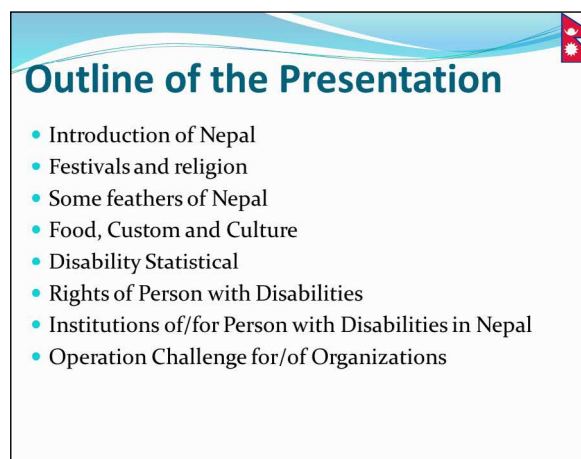 Outline of the Presentation
Introduction of Nepal
Festivals and religion
Some feathers of Nepal
Food, Custom and Culture
Disability Statistical
Rights of Person with Disabilities
Institutions of/for Person with Disabilities in Nepal
Operation Challenge for/of Organizations